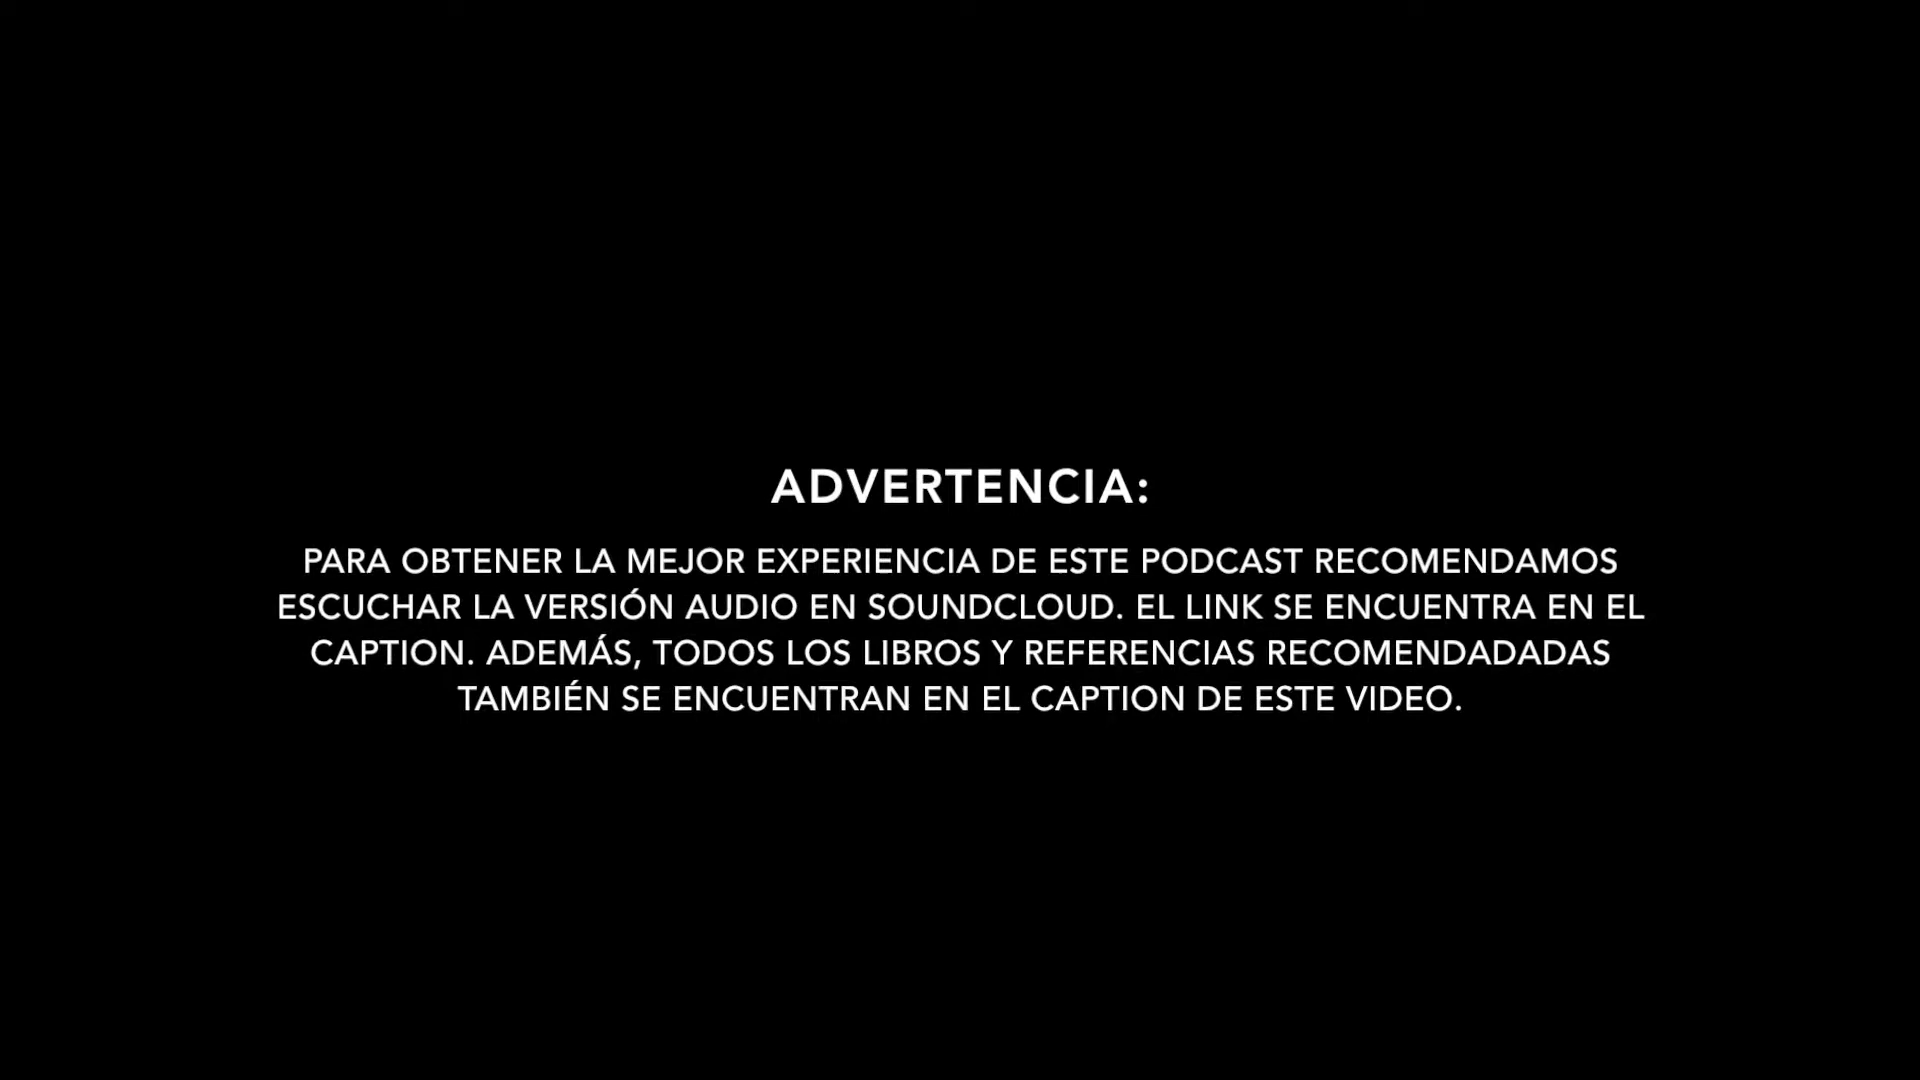 ADVERTENCIA:
PARA OBTENER LA MEJOR EXPERIENCIA DE ESTE PODCAST RECOMENDAMOS
ESCUCHAR LA VERSIÓN AUDIO EN SOUNDCLOUD. EL LINK SE ENCUENTRA EN EL
CAPTION. ADEMÁS, TODOS LOS LIBROS Y REFERENCIAS RECOMENDADADAS
TAMBIÉN SE ENCUENTRAN EN EL CAPTION DE ESTE VIDEO.